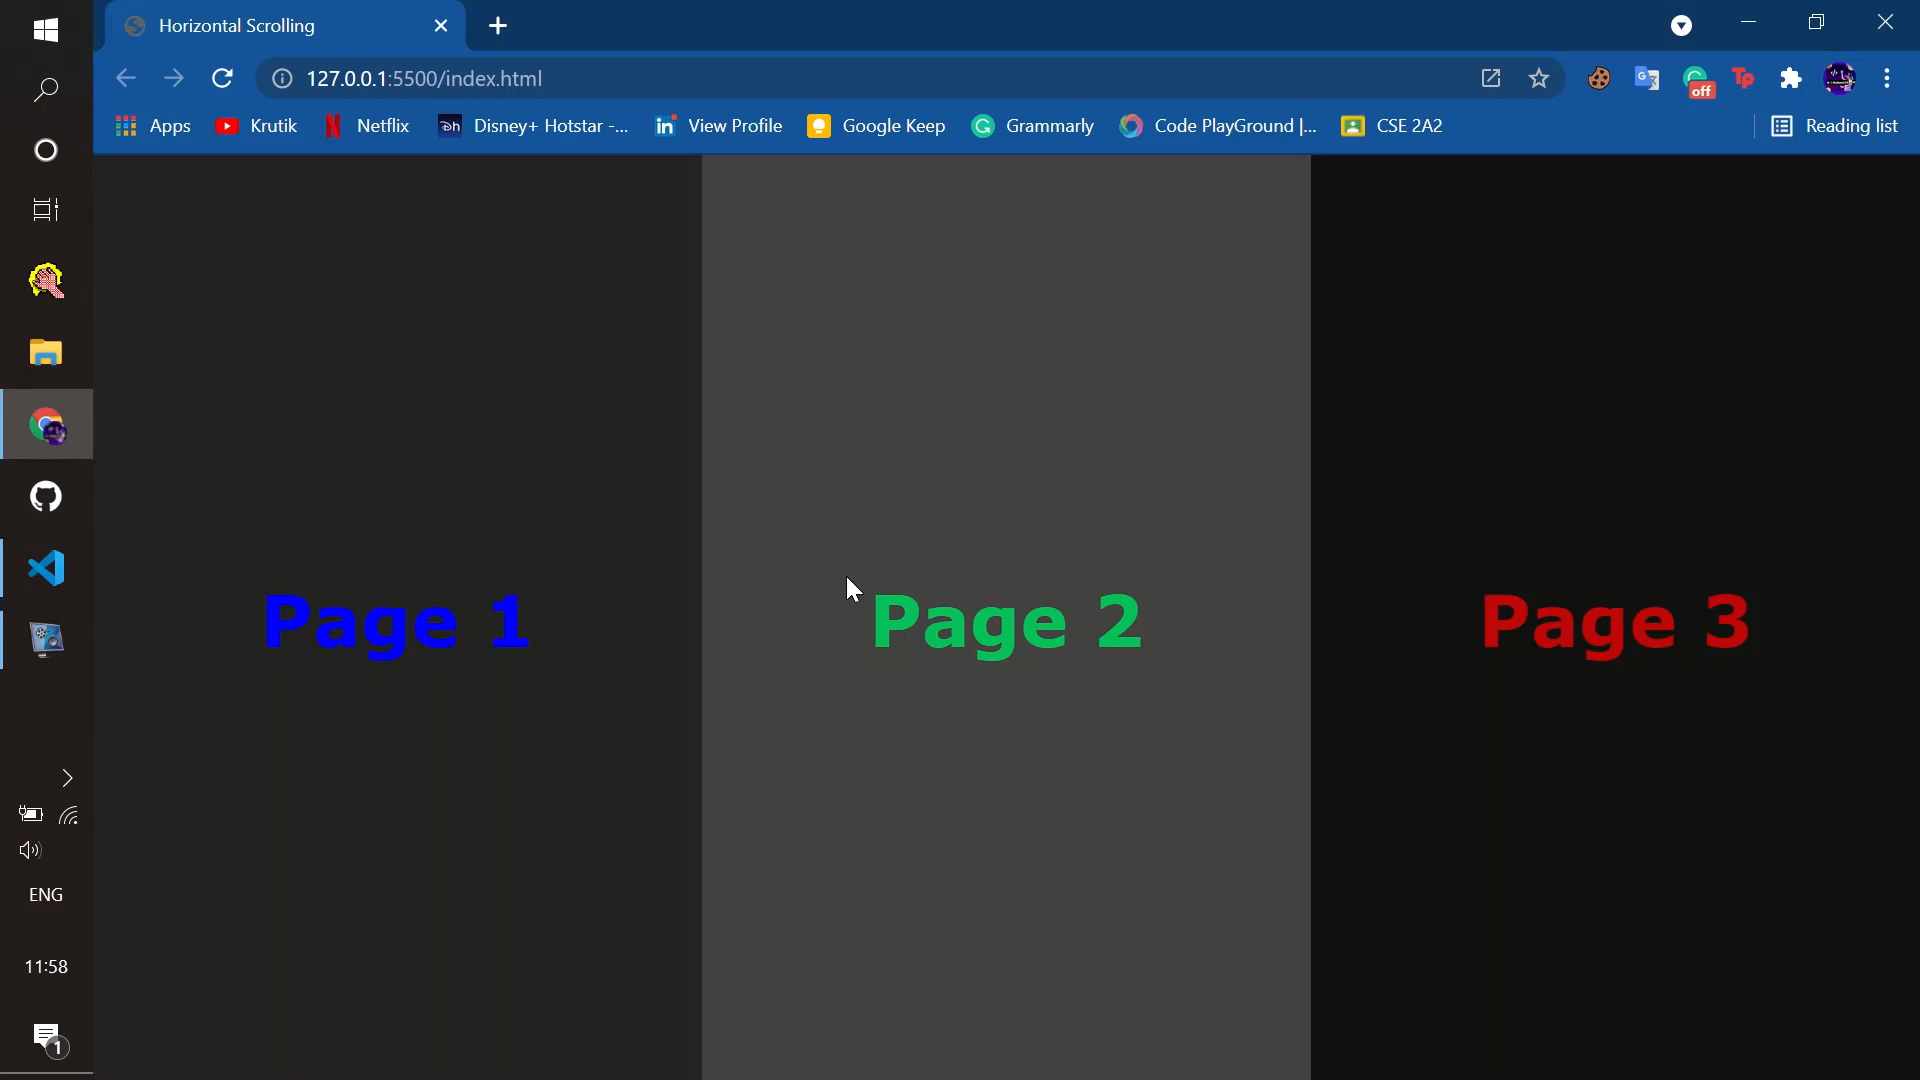 Horizontal Scrolling
127.0.0.1:5500/index.html
off
Tp
Apps
Krutik
Netflix
Disney+ Hotstar -...
View Profile
Google Keep
Grammarly
Code PlayGround |...
CSE 2A2
Reading list
Page 1
Page 2
Page 3
ENG
11:58
1